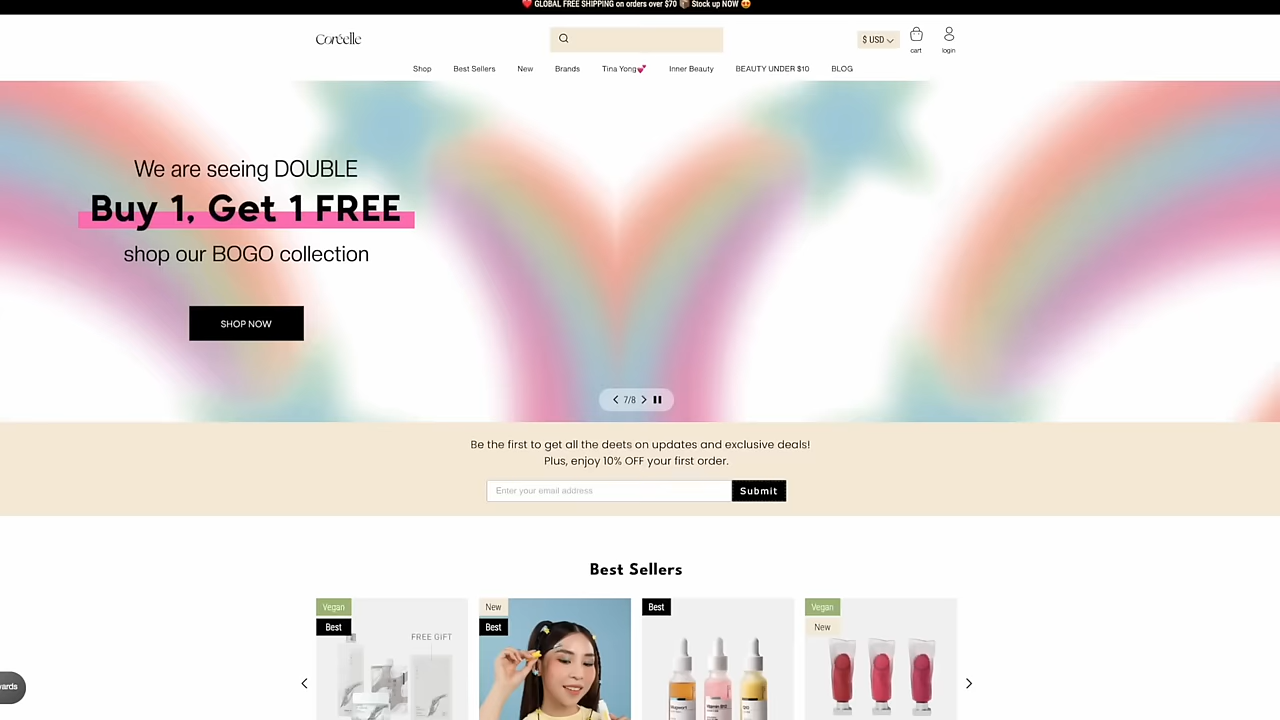 ❤️ GLOBAL FREE SHIPPING on orders over $70 📦 Stock up NOW 😍
Coréelle
$ USD
cart
login
Shop
Best Sellers
New
Brands
Tina Yong💕
Inner Beauty
BEAUTY UNDER $10
BLOG
We are seeing DOUBLE
Buy 1, Get 1 FREE
shop our BOGO collection
SHOP NOW
7/8
Be the first to get all the deets on updates and exclusive deals!
Plus, enjoy 10% OFF your first order.
Enter your email address
Submit
Best Sellers
Vegan
Best
FREE GIFT
New
Best
Best
Vegan
New